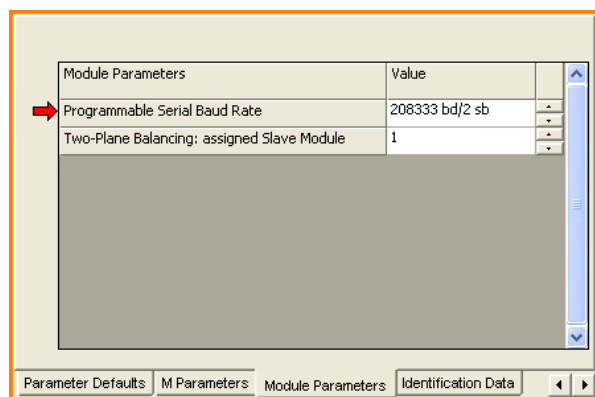 Module Parameters Value
Programmable Serial Baud Rate 208333 bd/2 sb
Two-Plane Balancing: assigned Slave Module 1
Parameter Defaults M Parameters Module Parameters Identification Data